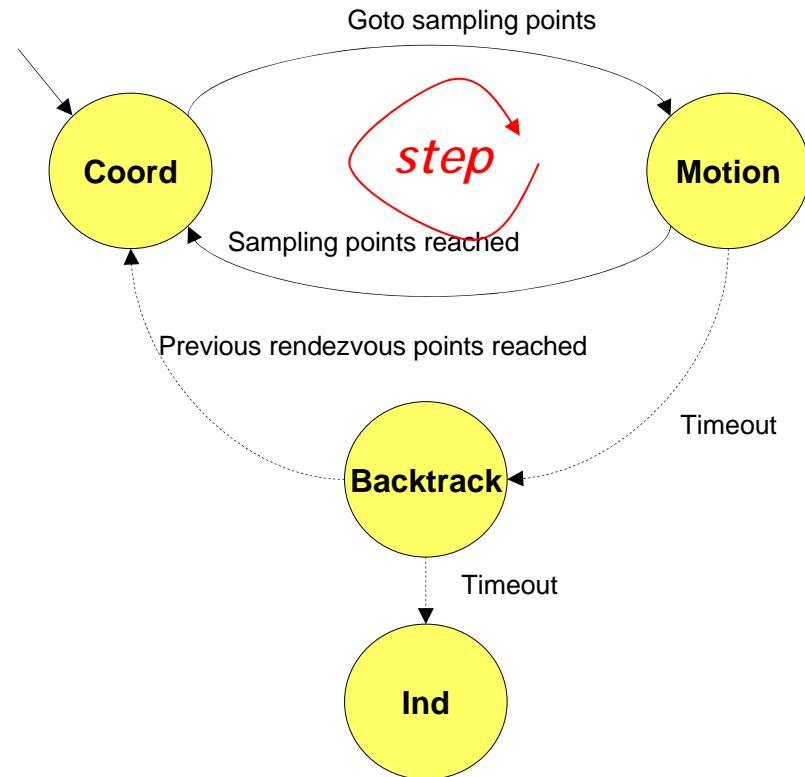 Goto sampling points
step
Coord
Motion
Sampling points reached
Previous rendezvous points reached
Timeout
Backtrack
Timeout
Ind